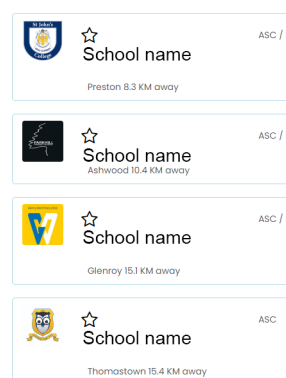 St John's
College
ASC /
School name
Preston 8.3 KM away
ASC /
School name
Ashwood 10.4 KM away
ASC /
School name
Glenroy 15.1 KM away
ASC
School name
Thomastown 15.4 KM away